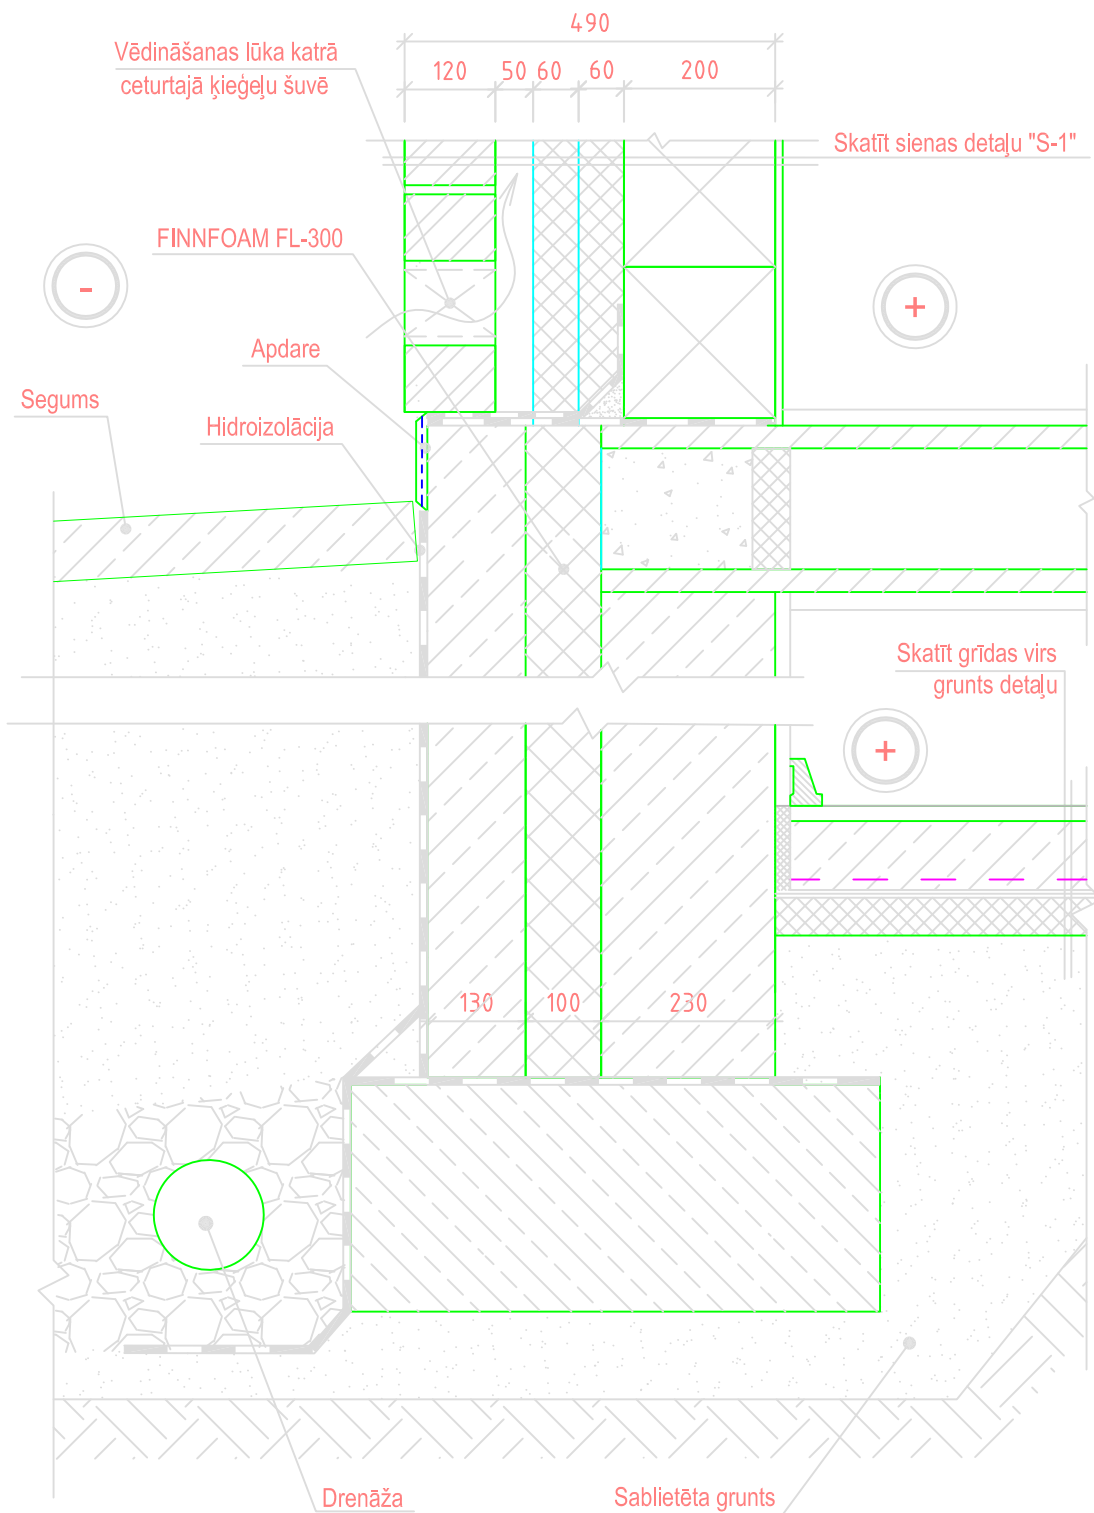 490
120 50 60 60 200
Vēdināšanas lūka katrā
ceturtajā ķieģeļu šuvē
Skatīt sienas detaļu "S-1"
FINNFOAM FL-300
-
+
Apdare
Segums
Hidroizolācija
Skatīt grīdas virs
grunts detaļu
+
130 100 230
Drenāža
Sablietēta grunts